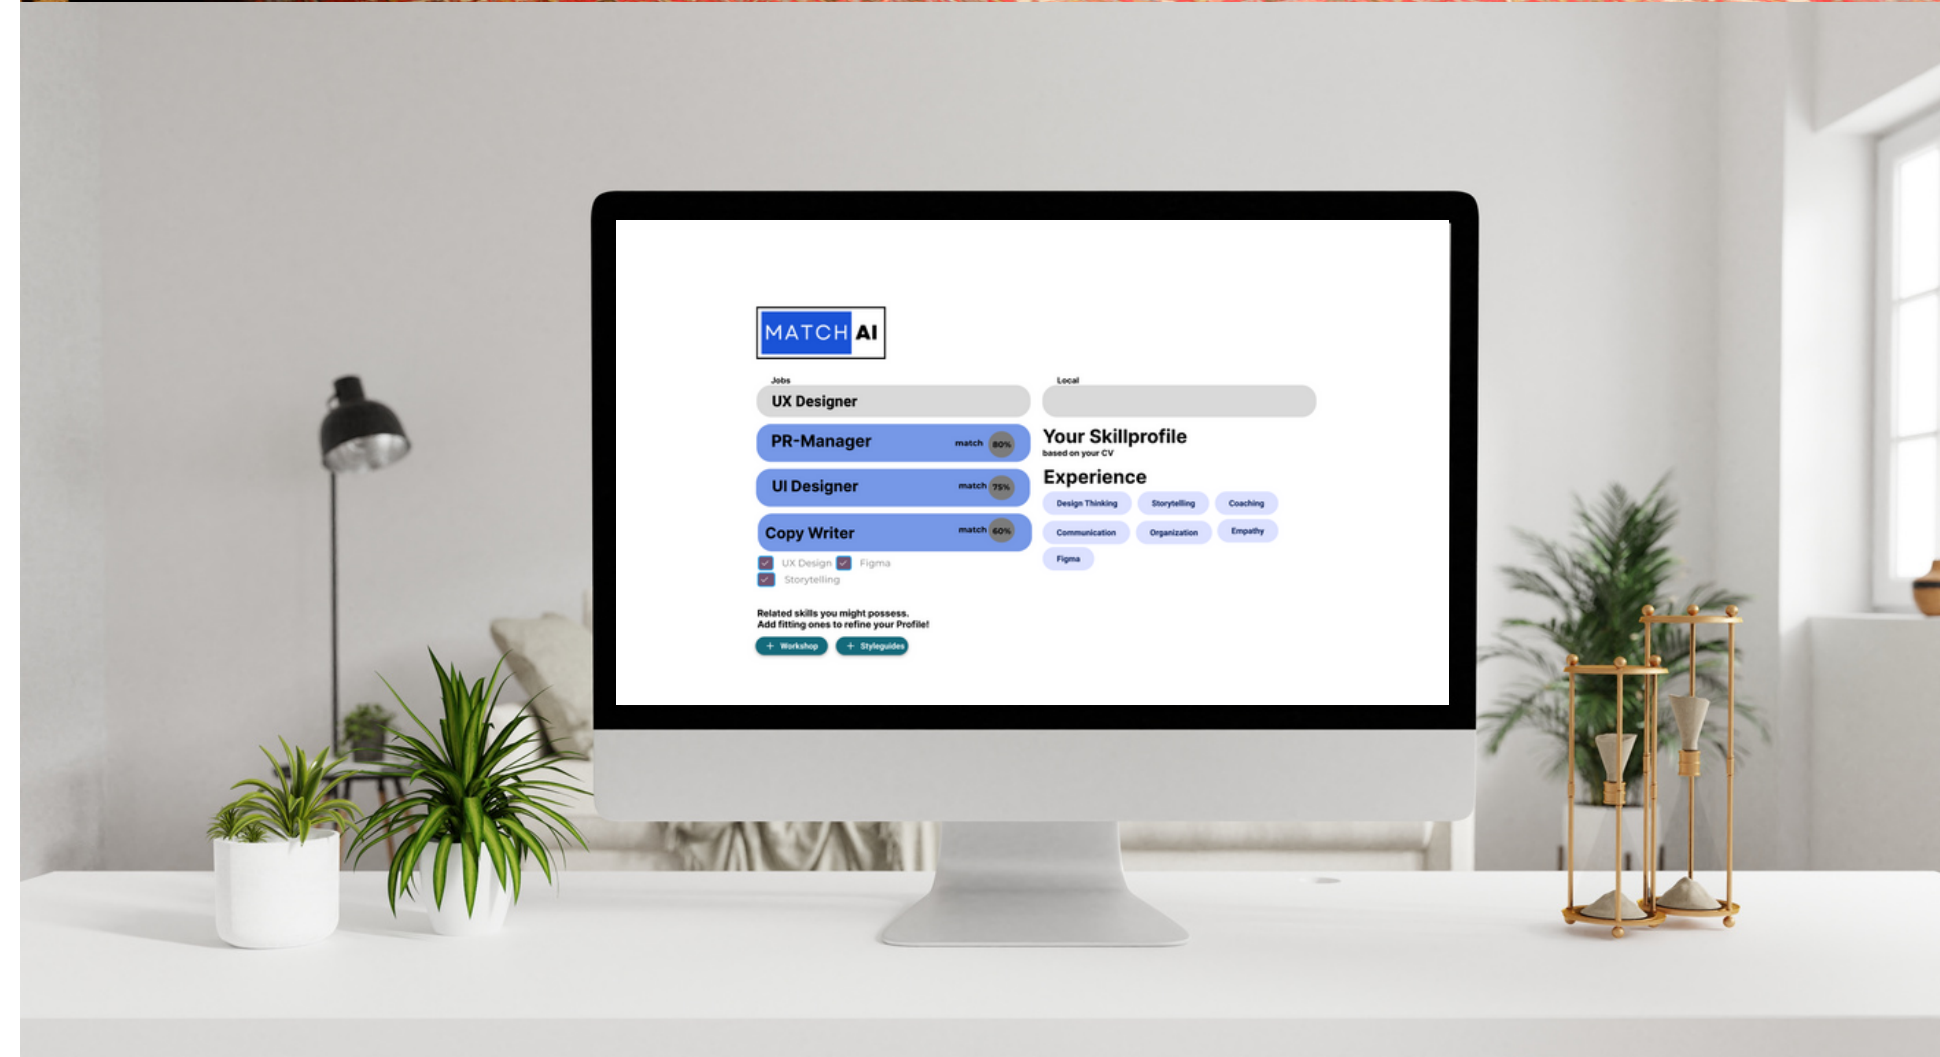 MATCH AI
Jobs
UX Designer
Local
PR-Manager match 80%
UI Designer match 75%
Copy Writer match 60%
UX Design Figma
Storytelling
Related skills you might possess.
Add fitting ones to refine your Profile!
+ Workshop + Styleguides
Your Skillprofile
based on your CV
Experience
Design Thinking Storytelling Coaching
Communication Organization Empathy
Figma